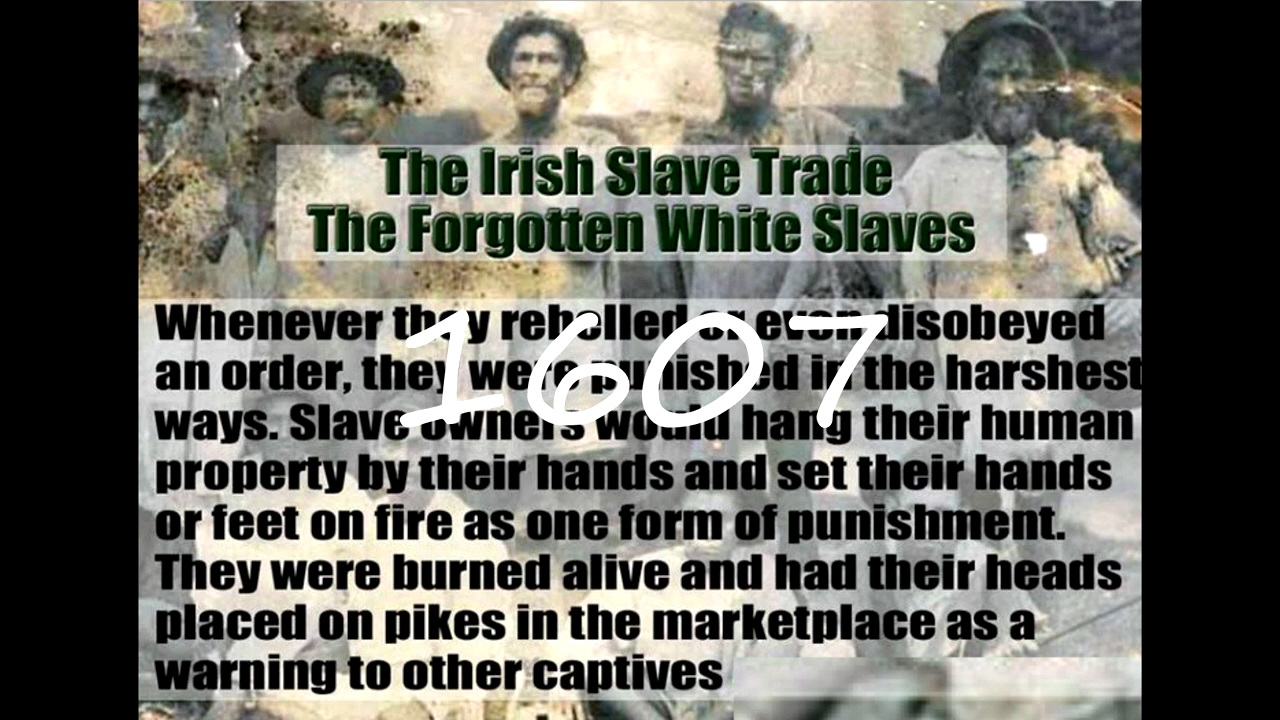 The Irish Slave Trade
The Forgotten White Slaves
Whenever they rebelled or even disobeyed
an order, they were punished in the harshest
ways. Slave owners would hang their human
property by their hands and set their hands
or feet on fire as one form of punishment.
They were burned alive and had their heads
placed on pikes in the marketplace as a
warning to other captives
1607